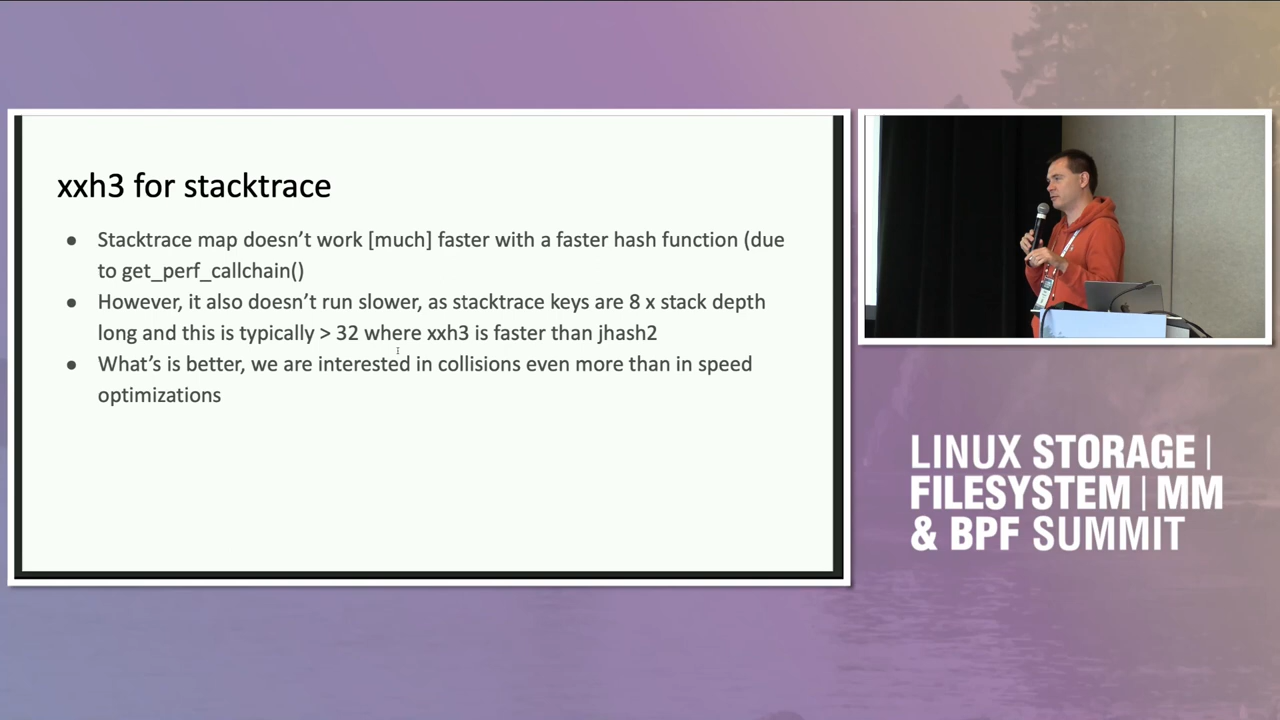 xxh3 for stacktrace
● Stacktrace map doesn't work [much] faster with a faster hash function (due
to get_perf_callchain()
● However, it also doesn't run slower, as stacktrace keys are 8 x stack depth
long and this is typically > 32 where xxh3 is faster than jhash2
● What's is better, we are interested in collisions even more than in speed
optimizations
LINUX STORAGE |
FILESYSTEM | MM
& BPF SUMMIT